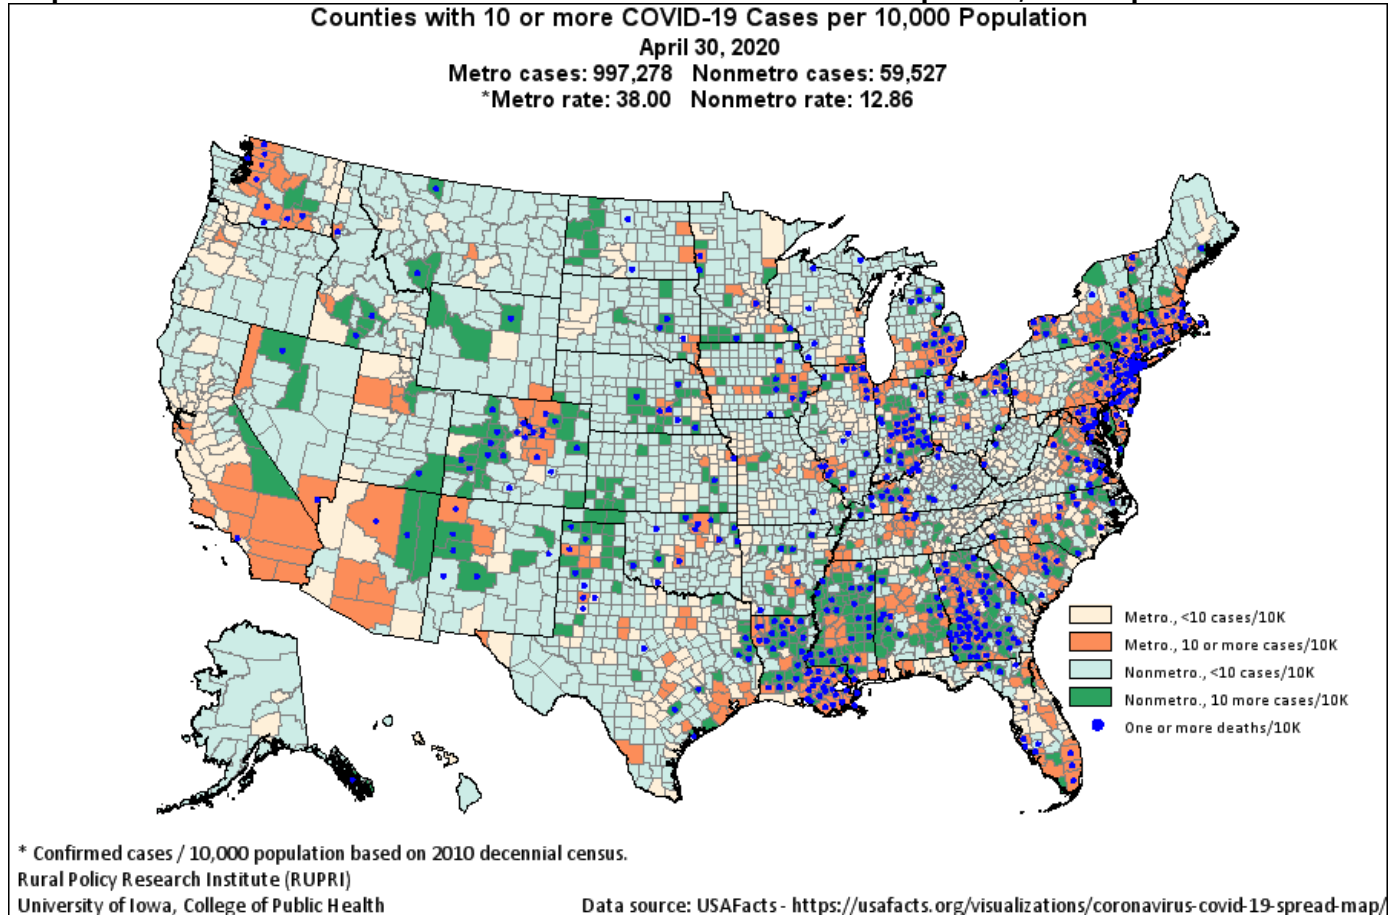 Counties with 10 or more COVID-19 Cases per 10,000 Population
April 30, 2020
Metro cases: 997,278 Nonmetro cases: 59,527
*Metro rate: 38.00 Nonmetro rate: 12.86
Metro., <10 cases/10K
Metro., 10 or more cases/10K
Nonmetro., <10 cases/10K
Nonmetro., 10 more cases/10K
One or more deaths/10K
* Confirmed cases / 10,000 population based on 2010 decennial census.
Rural Policy Research Institute (RUPRI)
University of Iowa, College of Public Health
Data source: USAFacts - https://usafacts.org/visualizations/coronavirus-covid-19-spread-map/